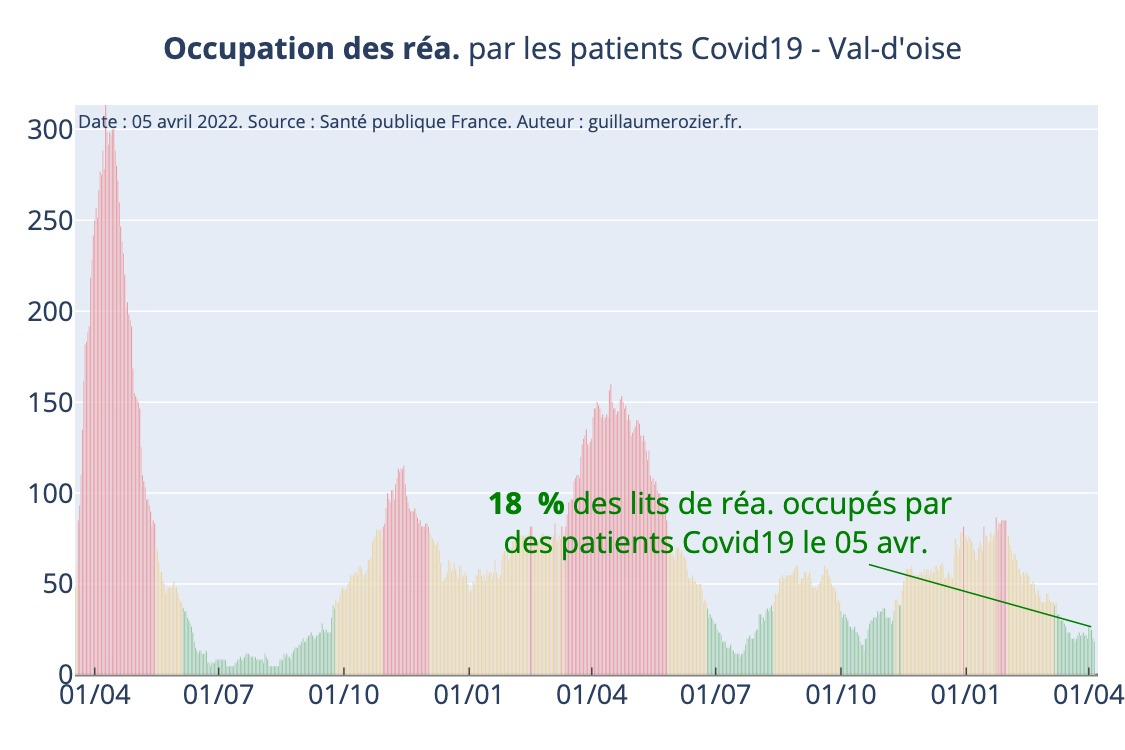 Occupation des réa. par les patients Covid19 - Val-d'oise
Date : 05 avril 2022. Source : Santé publique France. Auteur : guillaumerozier.fr.
300
250
200
150
100
50
0
18 % des lits de réa. occupés par
des patients Covid19 le 05 avr.
01/04 01/07 01/10 01/01 01/04 01/07 01/10 01/01 01/04